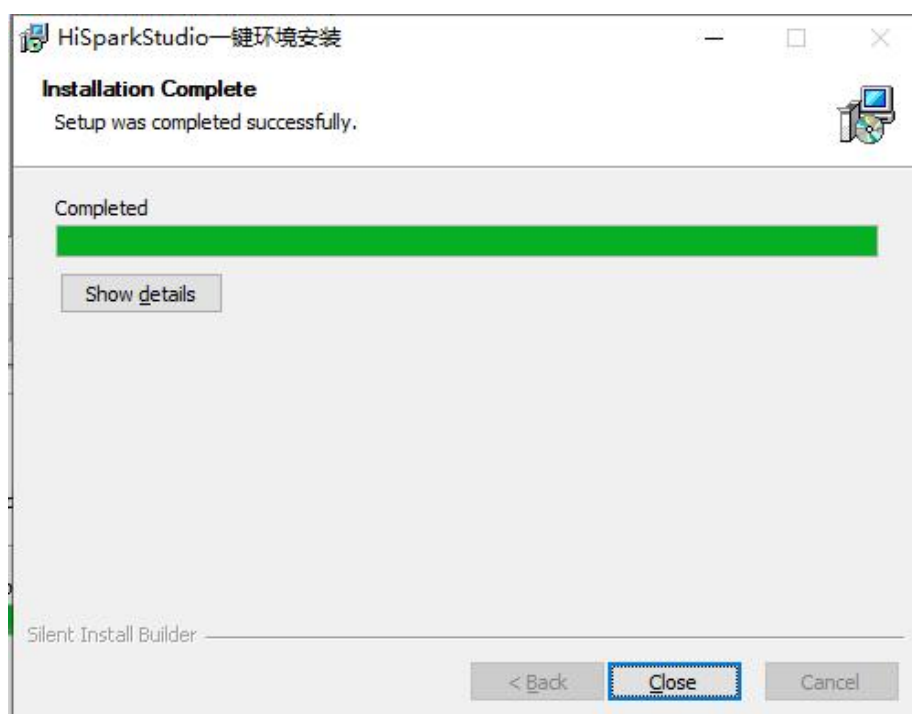 HiSparkStudio一键环境安装
Installation Complete
Setup was completed successfully.
Completed
Show details
Silent Install Builder
< Back
Close
Cancel